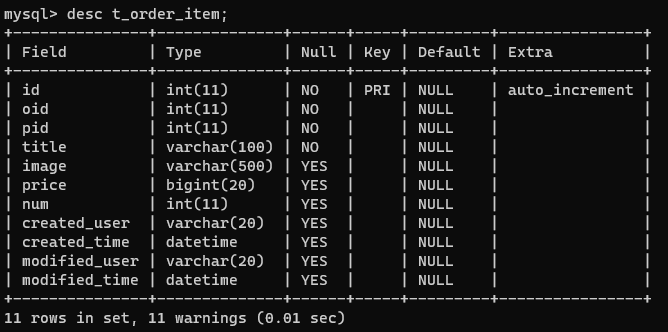 mysql> desc t_order_item;
+---------------+--------------+------+-----+---------+----------------+
| Field         | Type         | Null | Key | Default | Extra          |
+---------------+--------------+------+-----+---------+----------------+
| id            | int(11)      | NO   | PRI | NULL    | auto_increment |
| oid           | int(11)      | NO   |     | NULL    |                |
| pid           | int(11)      | NO   |     | NULL    |                |
| title         | varchar(100) | NO   |     | NULL    |                |
| image         | varchar(500) | YES  |     | NULL    |                |
| price         | bigint(20)   | YES  |     | NULL    |                |
| num           | int(11)      | YES  |     | NULL    |                |
| created_user  | varchar(20)  | YES  |     | NULL    |                |
| created_time  | datetime     | YES  |     | NULL    |                |
| modified_user | varchar(20)  | YES  |     | NULL    |                |
| modified_time | datetime     | YES  |     | NULL    |                |
+---------------+--------------+------+-----+---------+----------------+
11 rows in set, 11 warnings (0.01 sec)